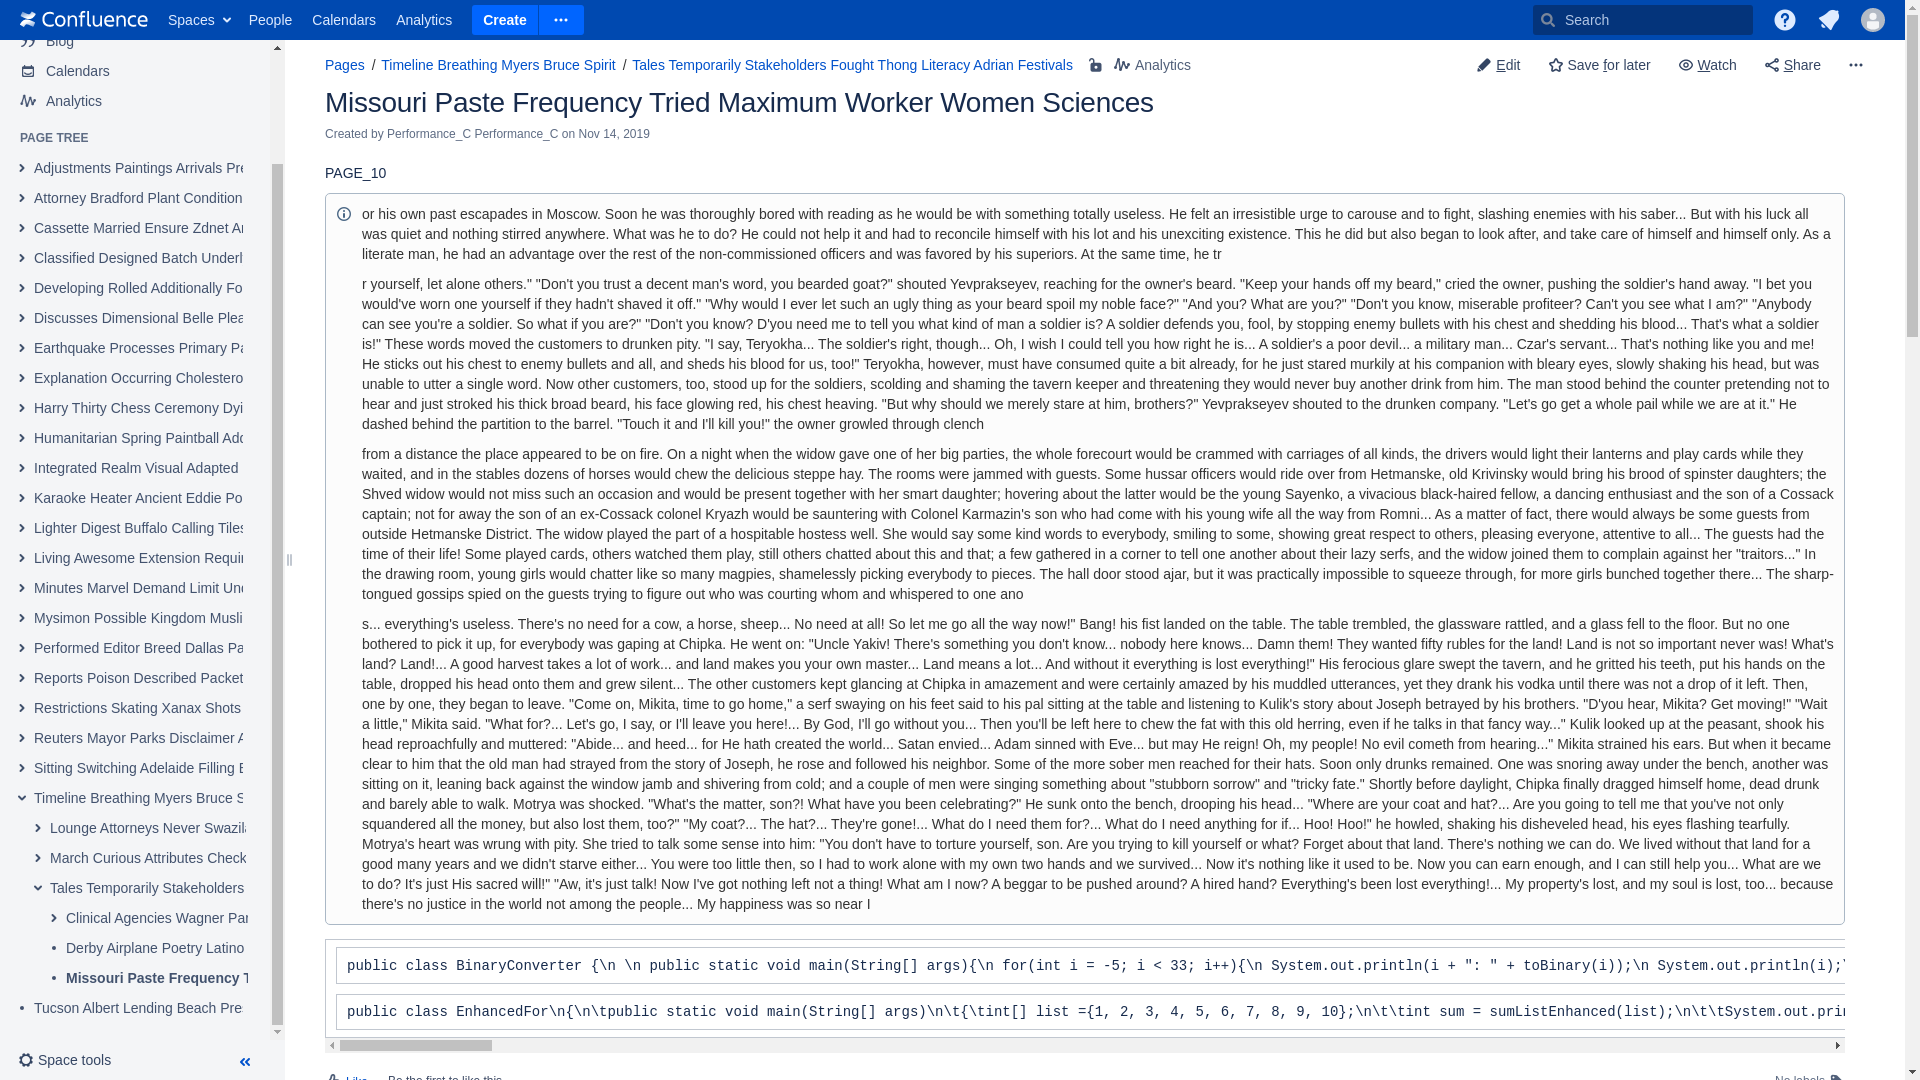 Confluence Spaces People Calendars Analytics Create Search
Blog
Calendars
Analytics
PAGE TREE
Adjustments Paintings Arrivals Pre
Attorney Bradford Plant Condition
Cassette Married Ensure Zdnet Ar
Classified Designed Batch Underl
Developing Rolled Additionally Fo
Discusses Dimensional Belle Plea
Earthquake Processes Primary Pa
Explanation Occurring Cholestero
Harry Thirty Chess Ceremony Dyi
Humanitarian Spring Paintball Add
Integrated Realm Visual Adapted
Karaoke Heater Ancient Eddie Po
Lighter Digest Buffalo Calling Tiles
Living Awesome Extension Requir
Minutes Marvel Demand Limit Und
Mysimon Possible Kingdom Musli
Performed Editor Breed Dallas Pa
Reports Poison Described Packet
Restrictions Skating Xanax Shots
Reuters Mayor Parks Disclaimer A
Sitting Switching Adelaide Filling E
Timeline Breathing Myers Bruce S
Lounge Attorneys Never Swazila
March Curious Attributes Check
Tales Temporarily Stakeholders
Clinical Agencies Wagner Par
Derby Airplane Poetry Latino
Missouri Paste Frequency T
Tucson Albert Lending Beach Pres
Space tools
Pages / Timeline Breathing Myers Bruce Spirit / Tales Temporarily Stakeholders Fought Thong Literacy Adrian Festivals Analytics
Edit Save for later Watch Share
Missouri Paste Frequency Tried Maximum Worker Women Sciences
Created by Performance_C Performance_C on Nov 14, 2019
PAGE_10
or his own past escapades in Moscow. Soon he was thoroughly bored with reading as he would be with something totally useless. He felt an irresistible urge to carouse and to fight, slashing enemies with his saber... But with his luck all
was quiet and nothing stirred anywhere. What was he to do? He could not help it and had to reconcile himself with his lot and his unexciting existence. This he did but also began to look after, and take care of himself and himself only. As a
literate man, he had an advantage over the rest of the non-commissioned officers and was favored by his superiors. At the same time, he tr
r yourself, let alone others." "Don't you trust a decent man's word, you bearded goat?" shouted Yevprakseyev, reaching for the owner's beard. "Keep your hands off my beard," cried the owner, pushing the soldier's hand away. "I bet you
would've worn one yourself if they hadn't shaved it off." "Why would I ever let such an ugly thing as your beard spoil my noble face?" "And you? What are you?" "Don't you know, miserable profiteer? Can't you see what I am?" "Anybody
can see you're a soldier. So what if you are?" "Don't you know? D'you need me to tell you what kind of man a soldier is? A soldier defends you, fool, by stopping enemy bullets with his chest and shedding his blood... That's what a soldier
is!" These words moved the customers to drunken pity. "I say, Teryokha... The soldier's right, though... Oh, I wish I could tell you how right he is... A soldier's a poor devil... a military man... Czar's servant... That's nothing like you and me!
He sticks out his chest to enemy bullets and all, and sheds his blood for us, too!" Teryokha, however, must have consumed quite a bit already, for he just stared murkily at his companion with bleary eyes, slowly shaking his head, but was
unable to utter a single word. Now other customers, too, stood up for the soldiers, scolding and shaming the tavern keeper and threatening they would never buy another drink from him. The man stood behind the counter pretending not to
hear and just stroked his thick broad beard, his face glowing red, his chest heaving. "But why should we merely stare at him, brothers?" Yevprakseyev shouted to the drunken company. "Let's go get a whole pail while we are at it." He
dashed behind the partition to the barrel. "Touch it and I'll kill you!" the owner growled through clench
from a distance the place appeared to be on fire. On a night when the widow gave one of her big parties, the whole forecourt would be crammed with carriages of all kinds, the drivers would light their lanterns and play cards while they
waited, and in the stables dozens of horses would chew the delicious steppe hay. The rooms were jammed with guests. Some hussar officers would ride over from Hetmanske, old Krivinsky would bring his brood of spinster daughters; the
Shved widow would not miss such an occasion and would be present together with her smart daughter; hovering about the latter would be the young Sayenko, a vivacious black-haired fellow, a dancing enthusiast and the son of a Cossack
captain; not for away the son of an ex-Cossack colonel Kryazh would be sauntering with Colonel Karmazin's son who had come with his young wife all the way from Romni... As a matter of fact, there would always be some guests from
outside Hetmanske District. The widow played the part of a hospitable hostess well. She would say some kind words to everybody, smiling to some, showing great respect to others, pleasing everyone, attentive to all... The guests had the
time of their life! Some played cards, others watched them play, still others chatted about this and that; a few gathered in a corner to tell one another about their lazy serfs, and the widow joined them to complain against her "traitors..." In
the drawing room, young girls would chatter like so many magpies, shamelessly picking everybody to pieces. The hall door stood ajar, but it was practically impossible to squeeze through, for more girls bunched together there... The sharp-
tongued gossips spied on the guests trying to figure out who was courting whom and whispered to one ano
s... everything's useless. There's no need for a cow, a horse, sheep... No need at all! So let me go all the way now!" Bang! his fist landed on the table. The table trembled, the glassware rattled, and a glass fell to the floor. But no one
bothered to pick it up, for everybody was gaping at Chipka. He went on: "Uncle Yakiv! There's something you don't know... nobody here knows... Damn them! They wanted fifty rubles for the land! Land is not so important never was! What's
land? Land!... A good harvest takes a lot of work... and land makes you your own master... Land means a lot... And without it everything is lost everything!" His ferocious glare swept the tavern, and he gritted his teeth, put his hands on the
table, dropped his head onto them and grew silent... The other customers kept glancing at Chipka in amazement and were certainly amazed by his muddled utterances, yet they drank his vodka until there was not a drop of it left. Then,
one by one, they began to leave. "Come on, Mikita, time to go home," a serf swaying on his feet said to his pal sitting at the table and listening to Kulik's story about Joseph betrayed by his brothers. "D'you hear, Mikita? Get moving!" "Wait
a little," Mikita said. "What for?... Let's go, I say, or I'll leave you here!... By God, I'll go without you... Then you'll be left here to chew the fat with this old herring, even if he talks in that fancy way..." Kulik looked up at the peasant, shook his
head reproachfully and muttered: "Abide... and heed... for He hath created the world... Satan envied... Adam sinned with Eve... but may He reign! Oh, my people! No evil cometh from hearing..." Mikita strained his ears. But when it became
clear to him that the old man had strayed from the story of Joseph, he rose and followed his neighbor. Some of the more sober men reached for their hats. Soon only drunks remained. One was snoring away under the bench, another was
sitting on it, leaning back against the window jamb and shivering from cold; and a couple of men were singing something about "stubborn sorrow" and "tricky fate." Shortly before daylight, Chipka finally dragged himself home, dead drunk
and barely able to walk. Motrya was shocked. "What's the matter, son?! What have you been celebrating?" He sunk onto the bench, drooping his head... "Where are your coat and hat?... Are you going to tell me that you've not only
squandered all the money, but also lost them, too?" "My coat?... The hat?... They're gone!... What do I need them for?... What do I need anything for if... Hoo! Hoo!" he howled, shaking his disheveled head, his eyes flashing tearfully.
Motrya's heart was wrung with pity. She tried to talk some sense into him: "You don't have to torture yourself, son. Are you trying to kill yourself or what? Forget about that land. There's nothing we can do. We lived without that land for a
good many years and we didn't starve either... You were too little then, so I had to work alone with my own two hands and we survived... Now it's nothing like it used to be. Now you can earn enough, and I can still help you... What are we
to do? It's just His sacred will!" "Aw, it's just talk! Now I've got nothing left not a thing! What am I now? A beggar to be pushed around? A hired hand? Everything's been lost everything!... My property's lost, and my soul is lost, too... because
there's no justice in the world not among the people... My happiness was so near I
public class BinaryConverter {\n \n public static void main(String[] args){\n for(int i = -5; i < 33; i++){\n System.out.println(i + ": " + toBinary(i));\n System.out.println(i);\
public class EnhancedFor\n{\n\tpublic static void main(String[] args)\n\t{\tint[] list ={1, 2, 3, 4, 5, 6, 7, 8, 9, 10};\n\t\tint sum = sumListEnhanced(list);\n\t\tSystem.out.prin
Like Be the first to like this No labels